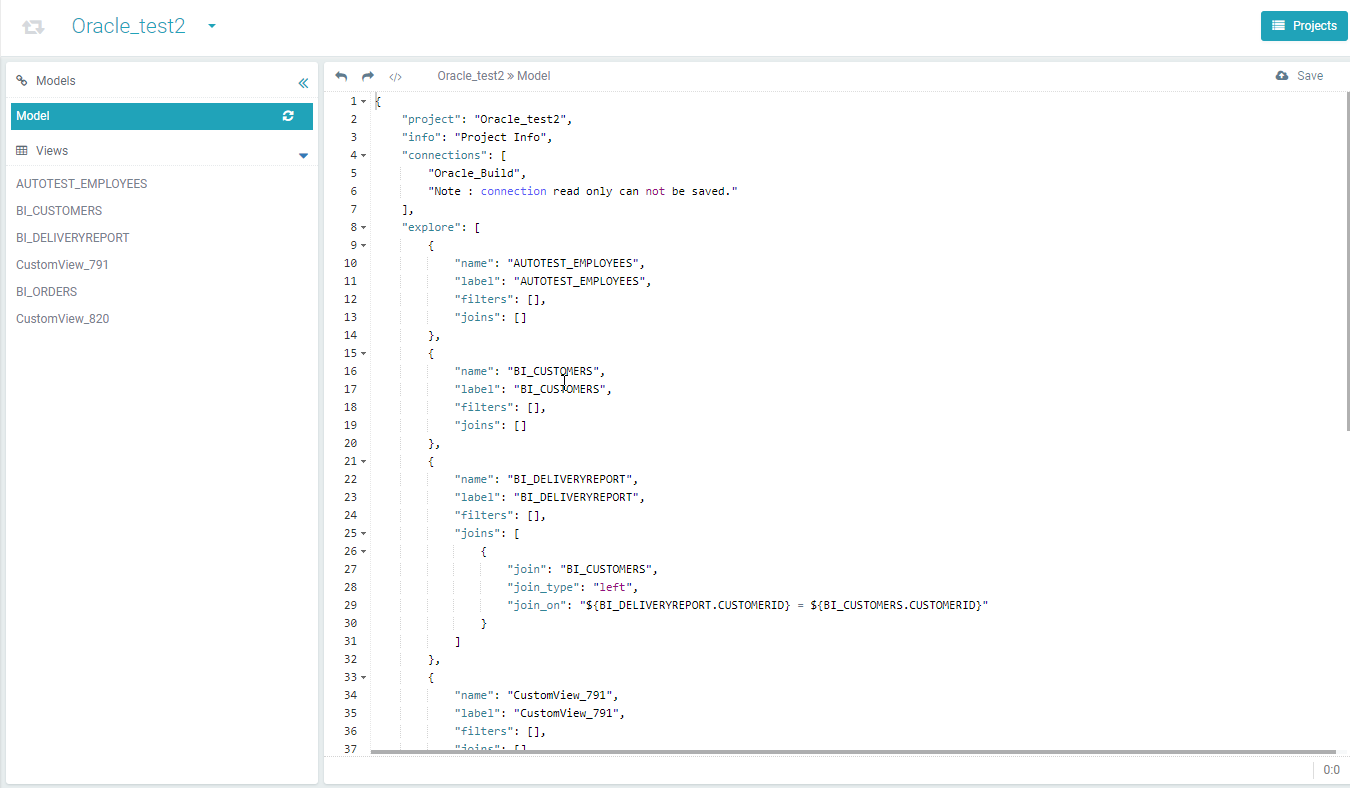 Oracle_test2
Projects
Models
Model
Views
AUTOTEST_EMPLOYEES
BI_CUSTOMERS
BI_DELIVERYREPORT
CustomView_791
BI_ORDERS
CustomView_820
</> Oracle_test2 » Model
Save
1 {
2 "project": "Oracle_test2",
3 "info": "Project Info",
4 "connections": [
5 "Oracle_Build",
6 "Note : connection read only can not be saved."
7 ],
8 "explore": [
9 {
10 "name": "AUTOTEST_EMPLOYEES",
11 "label": "AUTOTEST_EMPLOYEES",
12 "filters": [],
13 "joins": []
14 },
15 {
16 "name": "BI_CUSTOMERS",
17 "label": "BI_CUSTOMERS",
18 "filters": [],
19 "joins": []
20 },
21 {
22 "name": "BI_DELIVERYREPORT",
23 "label": "BI_DELIVERYREPORT",
24 "filters": [],
25 "joins": [
26 {
27 "join": "BI_CUSTOMERS",
28 "join_type": "left",
29 "join_on": "${BI_DELIVERYREPORT.CUSTOMERID} = ${BI_CUSTOMERS.CUSTOMERID}"
30 }
31 ]
32 },
33 {
34 "name": "CustomView_791",
35 "label": "CustomView_791",
36 "filters": [],
37 "joins": []
0:0